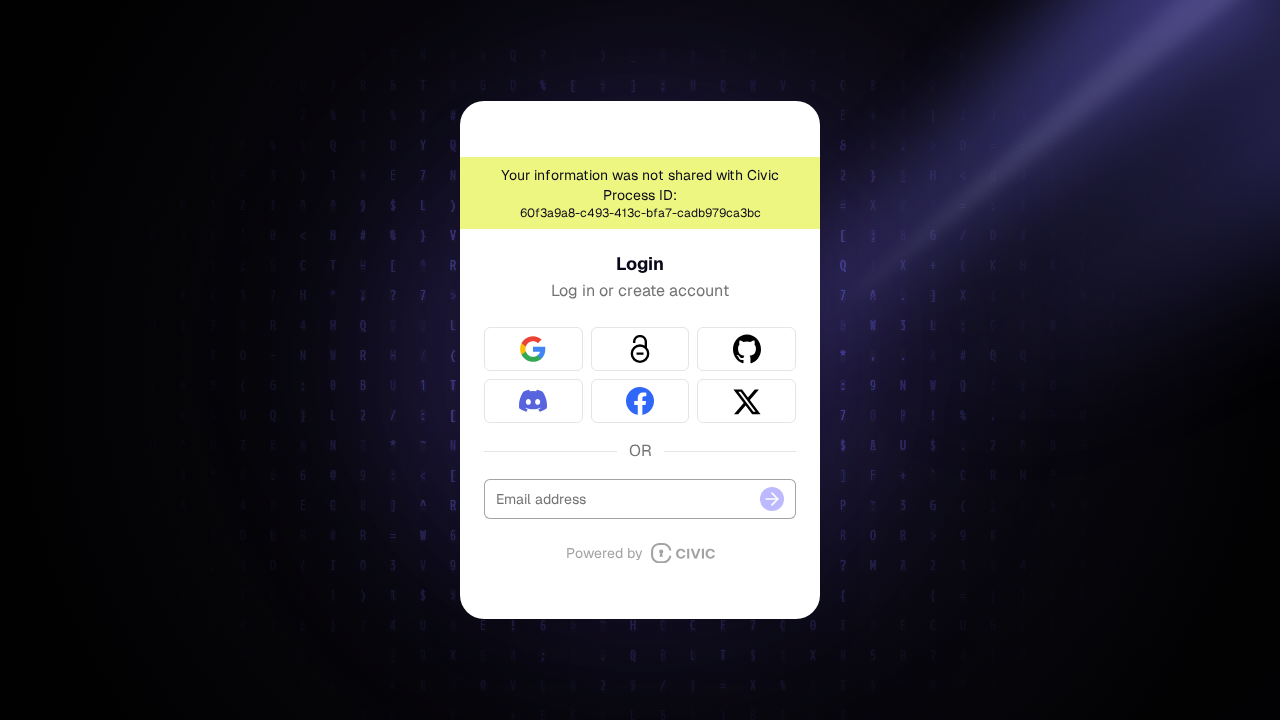 Your information was not shared with Civic
Process ID:
60f3a9a8-c493-413c-bfa7-cadb979ca3bc
Login
Log in or create account
OR
Email address
Powered by CIVIC